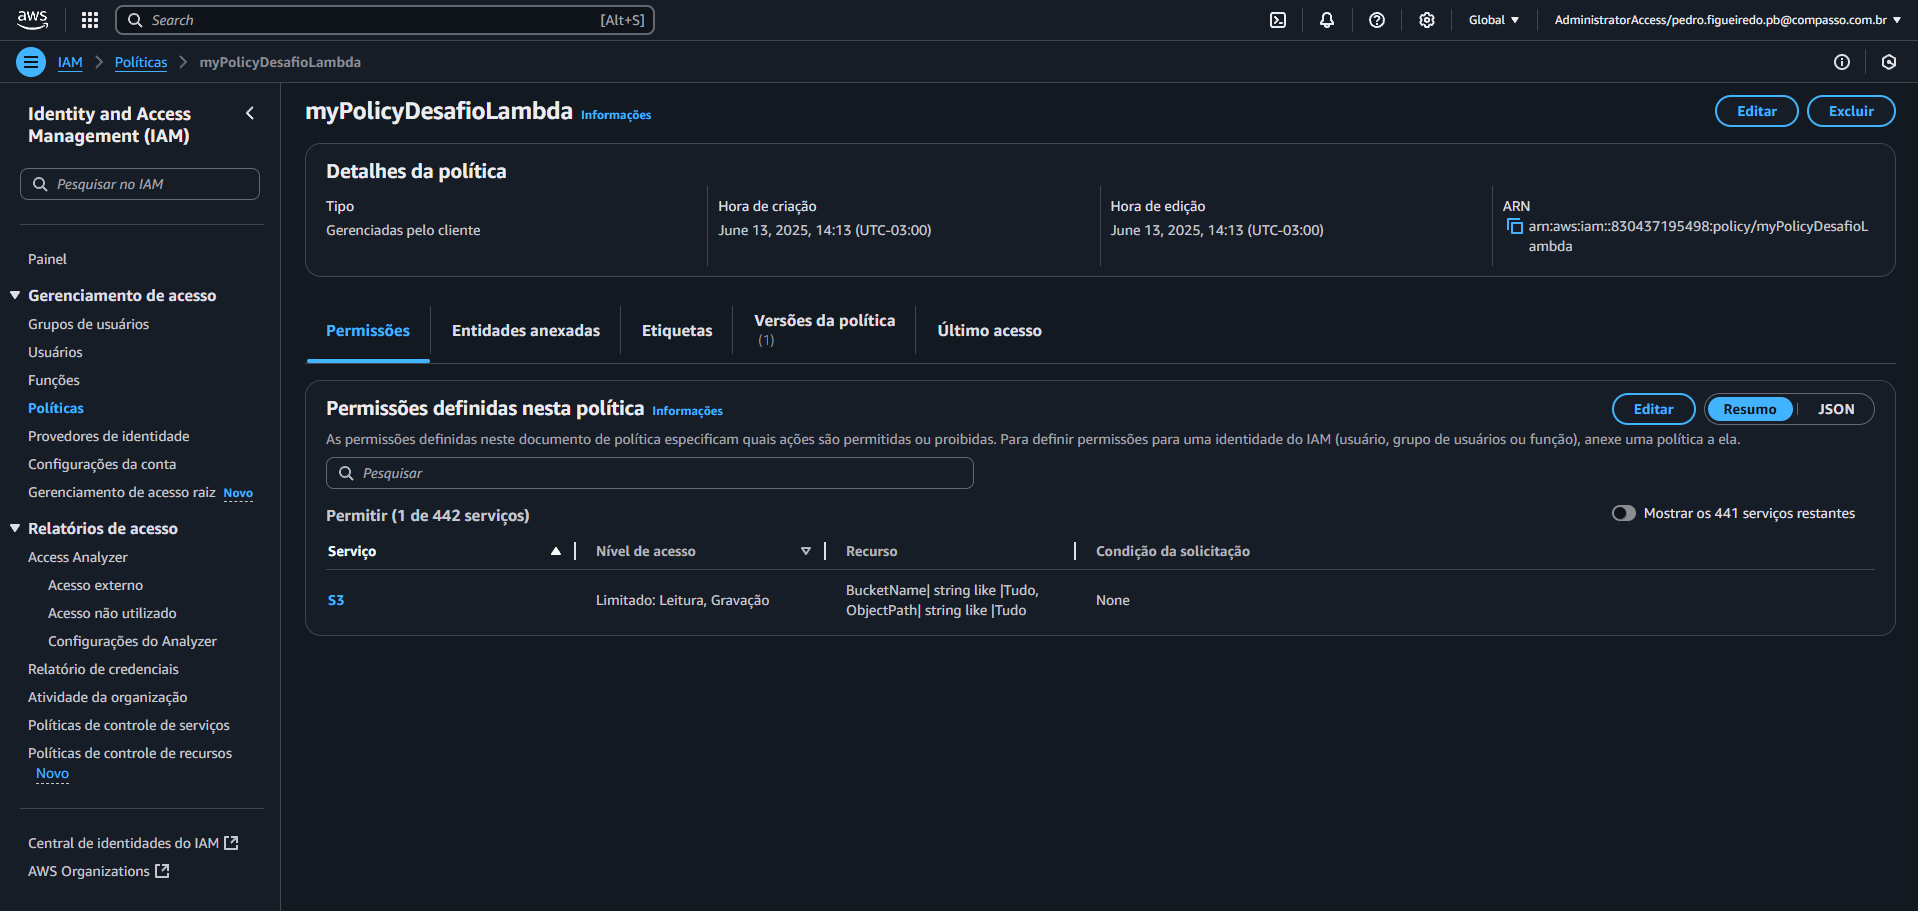 aws
Search [Alt+S]
Global
AdministratorAccess/pedro.figueiredo.pb@compasso.com.br
IAM
Políticas
myPolicyDesafioLambda
Identity and Access
Management (IAM)
Pesquisar no IAM
Painel
Gerenciamento de acesso
Grupos de usuários
Usuários
Funções
Políticas
Provedores de identidade
Configurações da conta
Gerenciamento de acesso raiz Novo
Relatórios de acesso
Access Analyzer
Acesso externo
Acesso não utilizado
Configurações do Analyzer
Relatório de credenciais
Atividade da organização
Políticas de controle de serviços
Políticas de controle de recursos
Novo
Central de identidades do IAM
AWS Organizations
myPolicyDesafioLambda Informações
Editar
Excluir
Detalhes da política
Tipo
Gerenciadas pelo cliente
Hora de criação
June 13, 2025, 14:13 (UTC-03:00)
Hora de edição
June 13, 2025, 14:13 (UTC-03:00)
ARN
arn:aws:iam::830437195498:policy/myPolicyDesafioL
ambda
Permissões
Entidades anexadas
Etiquetas
Versões da política
(1)
Último acesso
Permissões definidas nesta política Informações
Editar
Resumo
JSON
As permissões definidas neste documento de política especificam quais ações são permitidas ou proibidas. Para definir permissões para uma identidade do IAM (usuário, grupo de usuários ou função), anexe uma política a ela.
Pesquisar
Permitir (1 de 442 serviços)
Mostrar os 441 serviços restantes
Serviço
Nível de acesso
Recurso
Condição da solicitação
S3
Limitado: Leitura, Gravação
BucketName| string like |Tudo,
ObjectPath| string like |Tudo
None